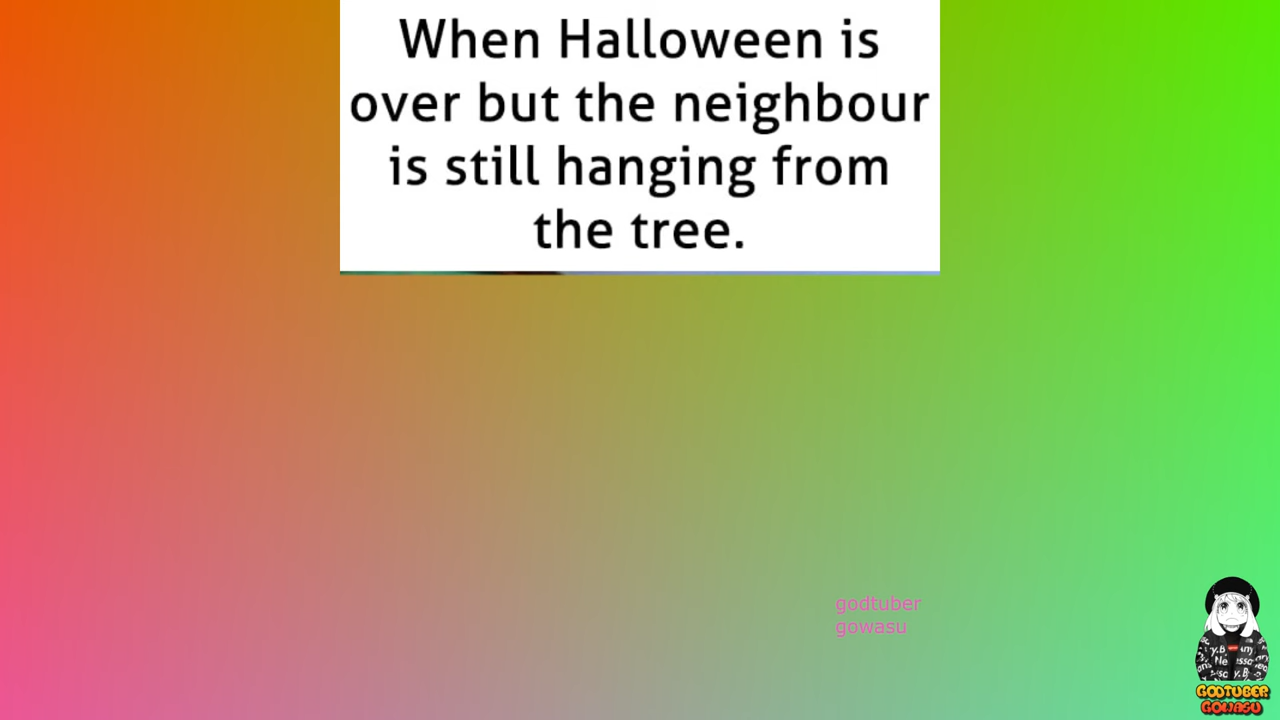 When Halloween is
over but the neighbour
is still hanging from
the tree.
godtuber
gowasu
GODTUBER
GOWASU